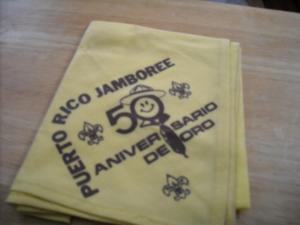 PUERTO RICO JAMBOREE
50
ANIVERSARIO
DE ORO